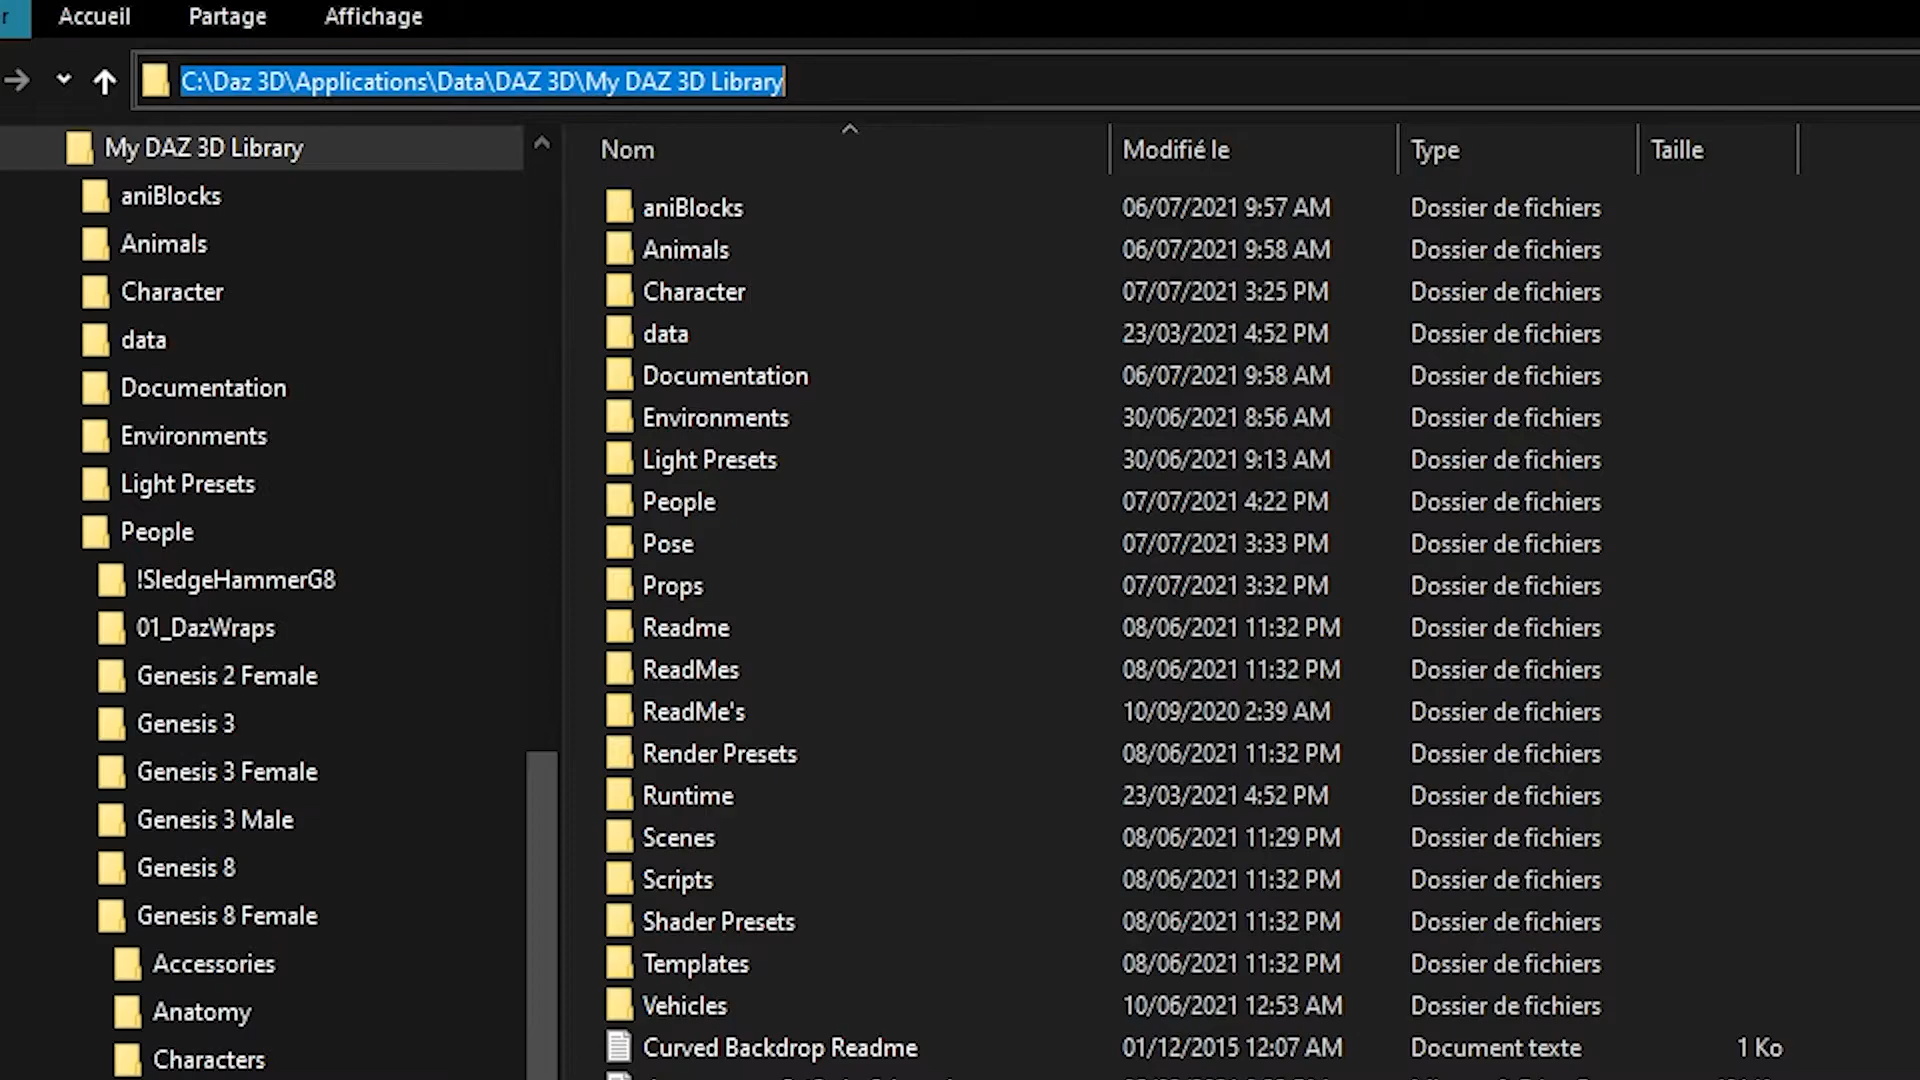 r Accueil Partage Affichage
C:\Daz 3D\Applications\Data\DAZ 3D\My DAZ 3D Library
My DAZ 3D Library
aniBlocks
Animals
Character
data
Documentation
Environments
Light Presets
People
!SledgeHammerG8
01_DazWraps
Genesis 2 Female
Genesis 3
Genesis 3 Female
Genesis 3 Male
Genesis 8
Genesis 8 Female
Accessories
Anatomy
Characters
Nom Modifié le Type Taille
aniBlocks 06/07/2021 9:57 AM Dossier de fichiers
Animals 06/07/2021 9:58 AM Dossier de fichiers
Character 07/07/2021 3:25 PM Dossier de fichiers
data 23/03/2021 4:52 PM Dossier de fichiers
Documentation 06/07/2021 9:58 AM Dossier de fichiers
Environments 30/06/2021 8:56 AM Dossier de fichiers
Light Presets 30/06/2021 9:13 AM Dossier de fichiers
People 07/07/2021 4:22 PM Dossier de fichiers
Pose 07/07/2021 3:33 PM Dossier de fichiers
Props 07/07/2021 3:32 PM Dossier de fichiers
Readme 08/06/2021 11:32 PM Dossier de fichiers
ReadMes 08/06/2021 11:32 PM Dossier de fichiers
ReadMe's 10/09/2020 2:39 AM Dossier de fichiers
Render Presets 08/06/2021 11:32 PM Dossier de fichiers
Runtime 23/03/2021 4:52 PM Dossier de fichiers
Scenes 08/06/2021 11:29 PM Dossier de fichiers
Scripts 08/06/2021 11:32 PM Dossier de fichiers
Shader Presets 08/06/2021 11:32 PM Dossier de fichiers
Templates 08/06/2021 11:32 PM Dossier de fichiers
Vehicles 10/06/2021 12:53 AM Dossier de fichiers
Curved Backdrop Readme 01/12/2015 12:07 AM Document texte 1 Ko